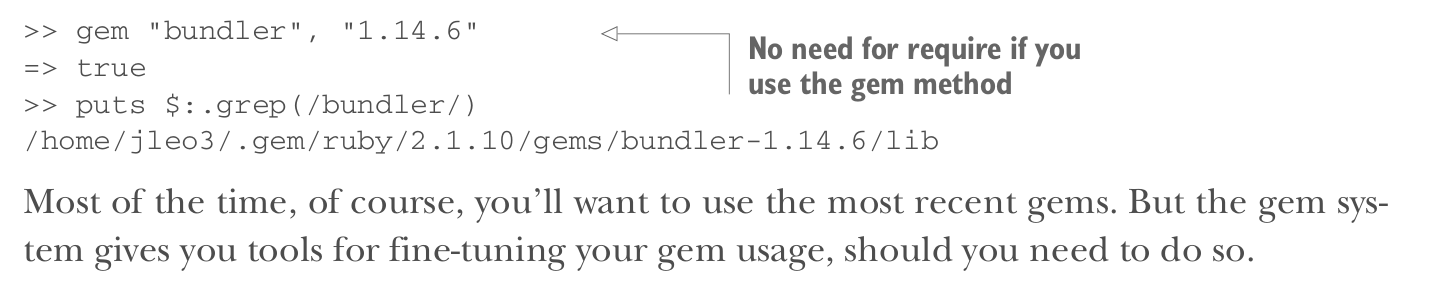 >> gem "bundler", "1.14.6"
No need for require if you
use the gem method
=> true
>> puts $:.grep(/bundler/)
/home/jleo3/.gem/ruby/2.1.10/gems/bundler-1.14.6/lib
Most of the time, of course, you’ll want to use the most recent gems. But the gem sys-
tem gives you tools for fine-tuning your gem usage, should you need to do so.